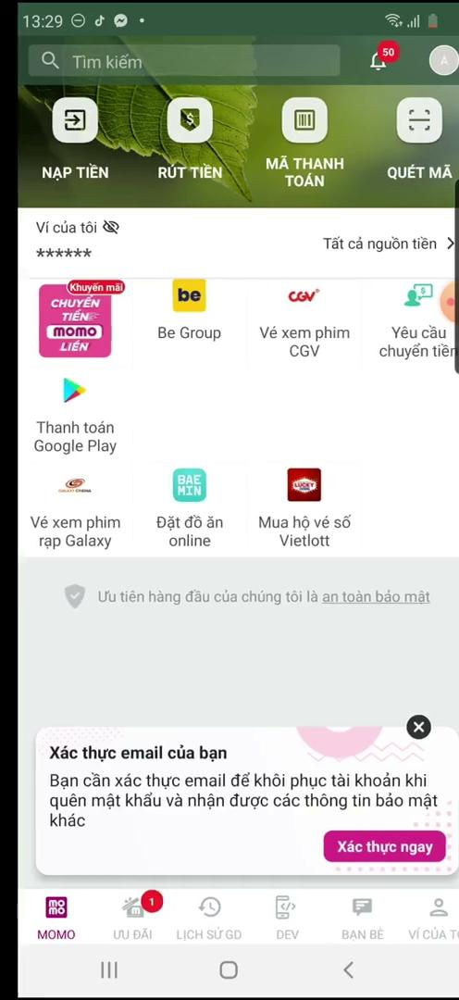 13:29
50
Tìm kiếm
A
NẠP TIỀN
RÚT TIỀN
MÃ THANH
TOÁN
QUÉT MÃ
Ví của tôi
******
Tất cả nguồn tiền
Khuyến mãi
CHUYỂN
TIỀN
momo
LIỀN
be
Be Group
CGV
Vé xem phim
CGV
Yêu cầu
chuyển tiền
Thanh toán
Google Play
GALAXY CINEMA
Vé xem phim
rạp Galaxy
BAE
MIN
Đặt đồ ăn
online
LUCKY
Mua hộ vé số
Vietlott
Ưu tiên hàng đầu của chúng tôi là an toàn bảo mật
Xác thực email của bạn
Bạn cần xác thực email để khôi phục tài khoản khi
quên mật khẩu và nhận được các thông tin bảo mật
khác
Xác thực ngay
mo
mo
1
MOMO
ƯU ĐÃI
LỊCH SỬ GD
DEV
BẠN BÈ
VÍ CỦA